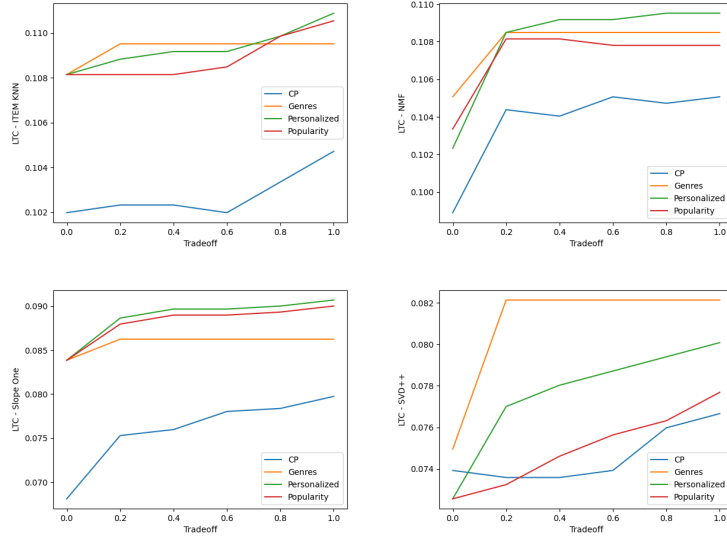 LTC - ITEM KNN
0.110
0.108
0.106
0.104
0.102
CP
Genres
Personalized
Popularity
0.0 0.2 0.4 0.6 0.8 1.0
Tradeoff
LTC - NMF
0.110
0.108
0.106
0.104
0.102
0.100
CP
Genres
Personalized
Popularity
0.0 0.2 0.4 0.6 0.8 1.0
Tradeoff
LTC - Slope One
0.090
0.085
0.080
0.075
0.070
CP
Genres
Personalized
Popularity
0.0 0.2 0.4 0.6 0.8 1.0
Tradeoff
LTC - SVD++
0.082
0.080
0.078
0.076
0.074
CP
Genres
Personalized
Popularity
0.0 0.2 0.4 0.6 0.8 1.0
Tradeoff